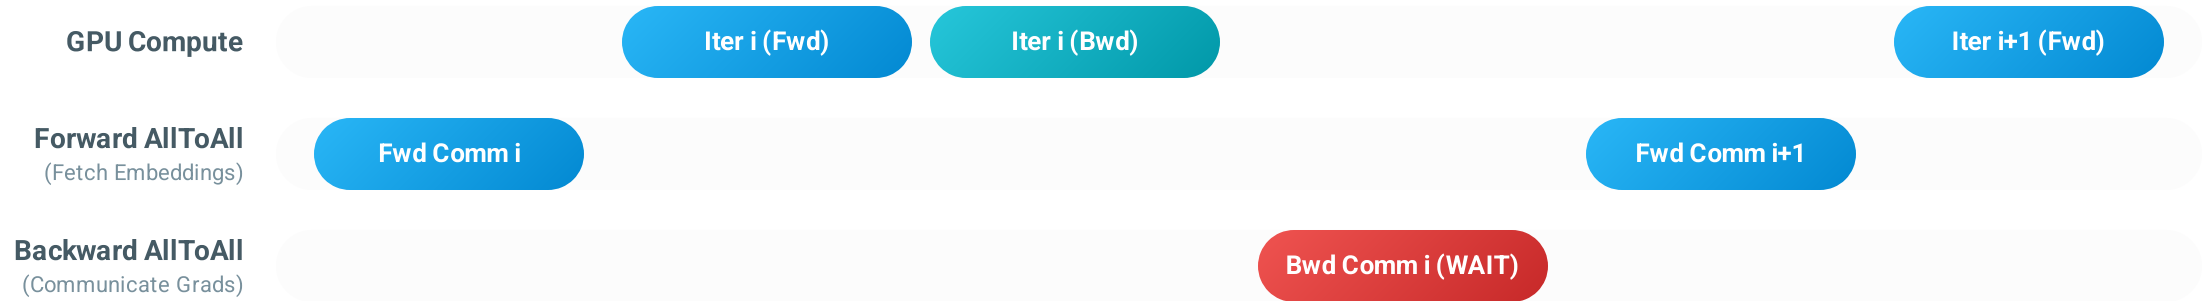 GPU Compute
Iter i (Fwd)
Iter i (Bwd)
Iter i+1 (Fwd)
Forward AllToAll
(Fetch Embeddings)
Fwd Comm i
Fwd Comm i+1
Backward AllToAll
(Communicate Grads)
Bwd Comm i (WAIT)